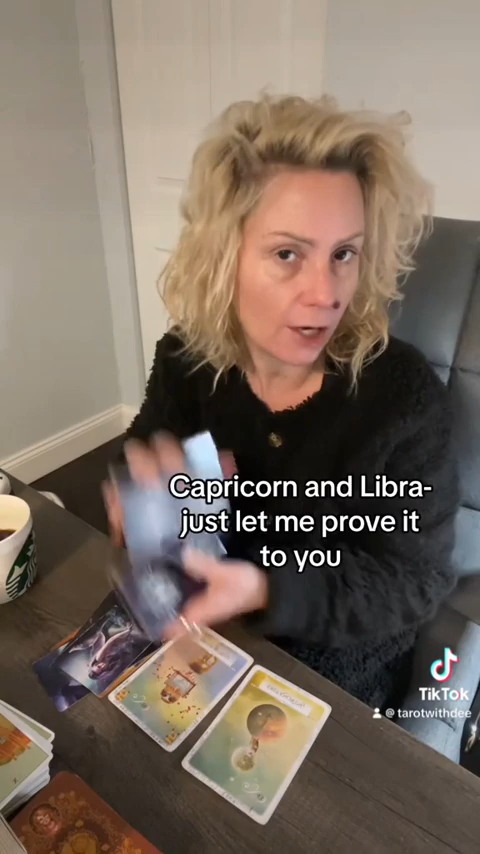 Capricorn and Libra-
just let me prove it
to you
TikTok
@ tarotwithdee